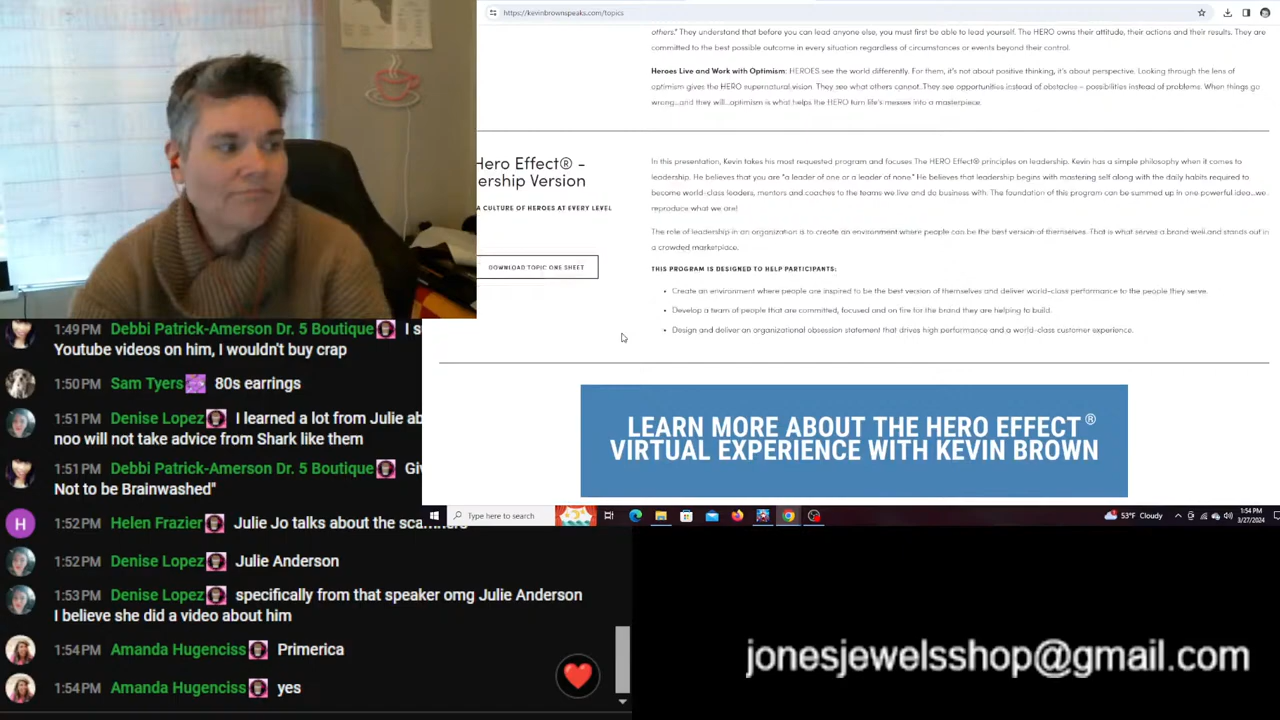 https://kevinbrownspeaks.com/topics
others." They understand that before you can lead anyone else, you must first be able to lead yourself. The HERO owns their attitude, their actions and their results. They are
committed to the best possible outcome in every situation regardless of circumstances or events beyond their control.
Heroes Live and Work with Optimism: HEROES see the world differently. For them, it's not about positive thinking, it's about perspective. Looking through the lens of
optimism gives the HERO supernatural vision. They see what others cannot. They see opportunities instead of obstacles – possibilities instead of problems. When things go
wrong...and they will...optimism is what helps the HERO turn life's messes into a masterpiece.
Hero Effect® -
ership Version
A CULTURE OF HEROES AT EVERY LEVEL
DOWNLOAD TOPIC ONE SHEET
In this presentation, Kevin takes his most requested program and focuses The HERO Effect® principles on leadership. Kevin has a simple philosophy when it comes to
leadership. He believes that you are "a leader of one or a leader of none." He believes that leadership begins with mastering self along with the daily habits required to
become world-class leaders, mentors and coaches to the teams we live and do business with. The foundation of this program can be summed up in one powerful idea...we
reproduce what we are!
The role of leadership in an organization is to create an environment where people can be the best version of themselves. That is what serves a brand well and stands out in
a crowded marketplace.
THIS PROGRAM IS DESIGNED TO HELP PARTICIPANTS:
• Create an environment where people are inspired to be the best version of themselves and deliver world-class performance to the people they serve.
• Develop a team of people that are committed, focused and on fire for the brand they are helping to build.
• Design and deliver an organizational obsession statement that drives high performance and a world-class customer experience.
LEARN MORE ABOUT THE HERO EFFECT®
VIRTUAL EXPERIENCE WITH KEVIN BROWN
Type here to search
53°F Cloudy
1:54 PM
3/27/2024
1:49 PM Debbi Patrick-Amerson Dr. 5 Boutique I s
Youtube videos on him, I wouldn't buy crap
1:50 PM Sam Tyers 80s earrings
1:51 PM Denise Lopez I learned a lot from Julie ab
noo will not take advice from Shark like them
1:51 PM Debbi Patrick-Amerson Dr. 5 Boutique Gi
Not to be Brainwashed"
H 1:52 PM Helen Frazier Julie Jo talks about the scammers
1:52 PM Denise Lopez Julie Anderson
1:53 PM Denise Lopez specifically from that speaker omg Julie Anderson
I believe she did a video about him
1:54 PM Amanda Hugenciss Primerica
1:54 PM Amanda Hugenciss yes
jonesjewelsshop@gmail.com